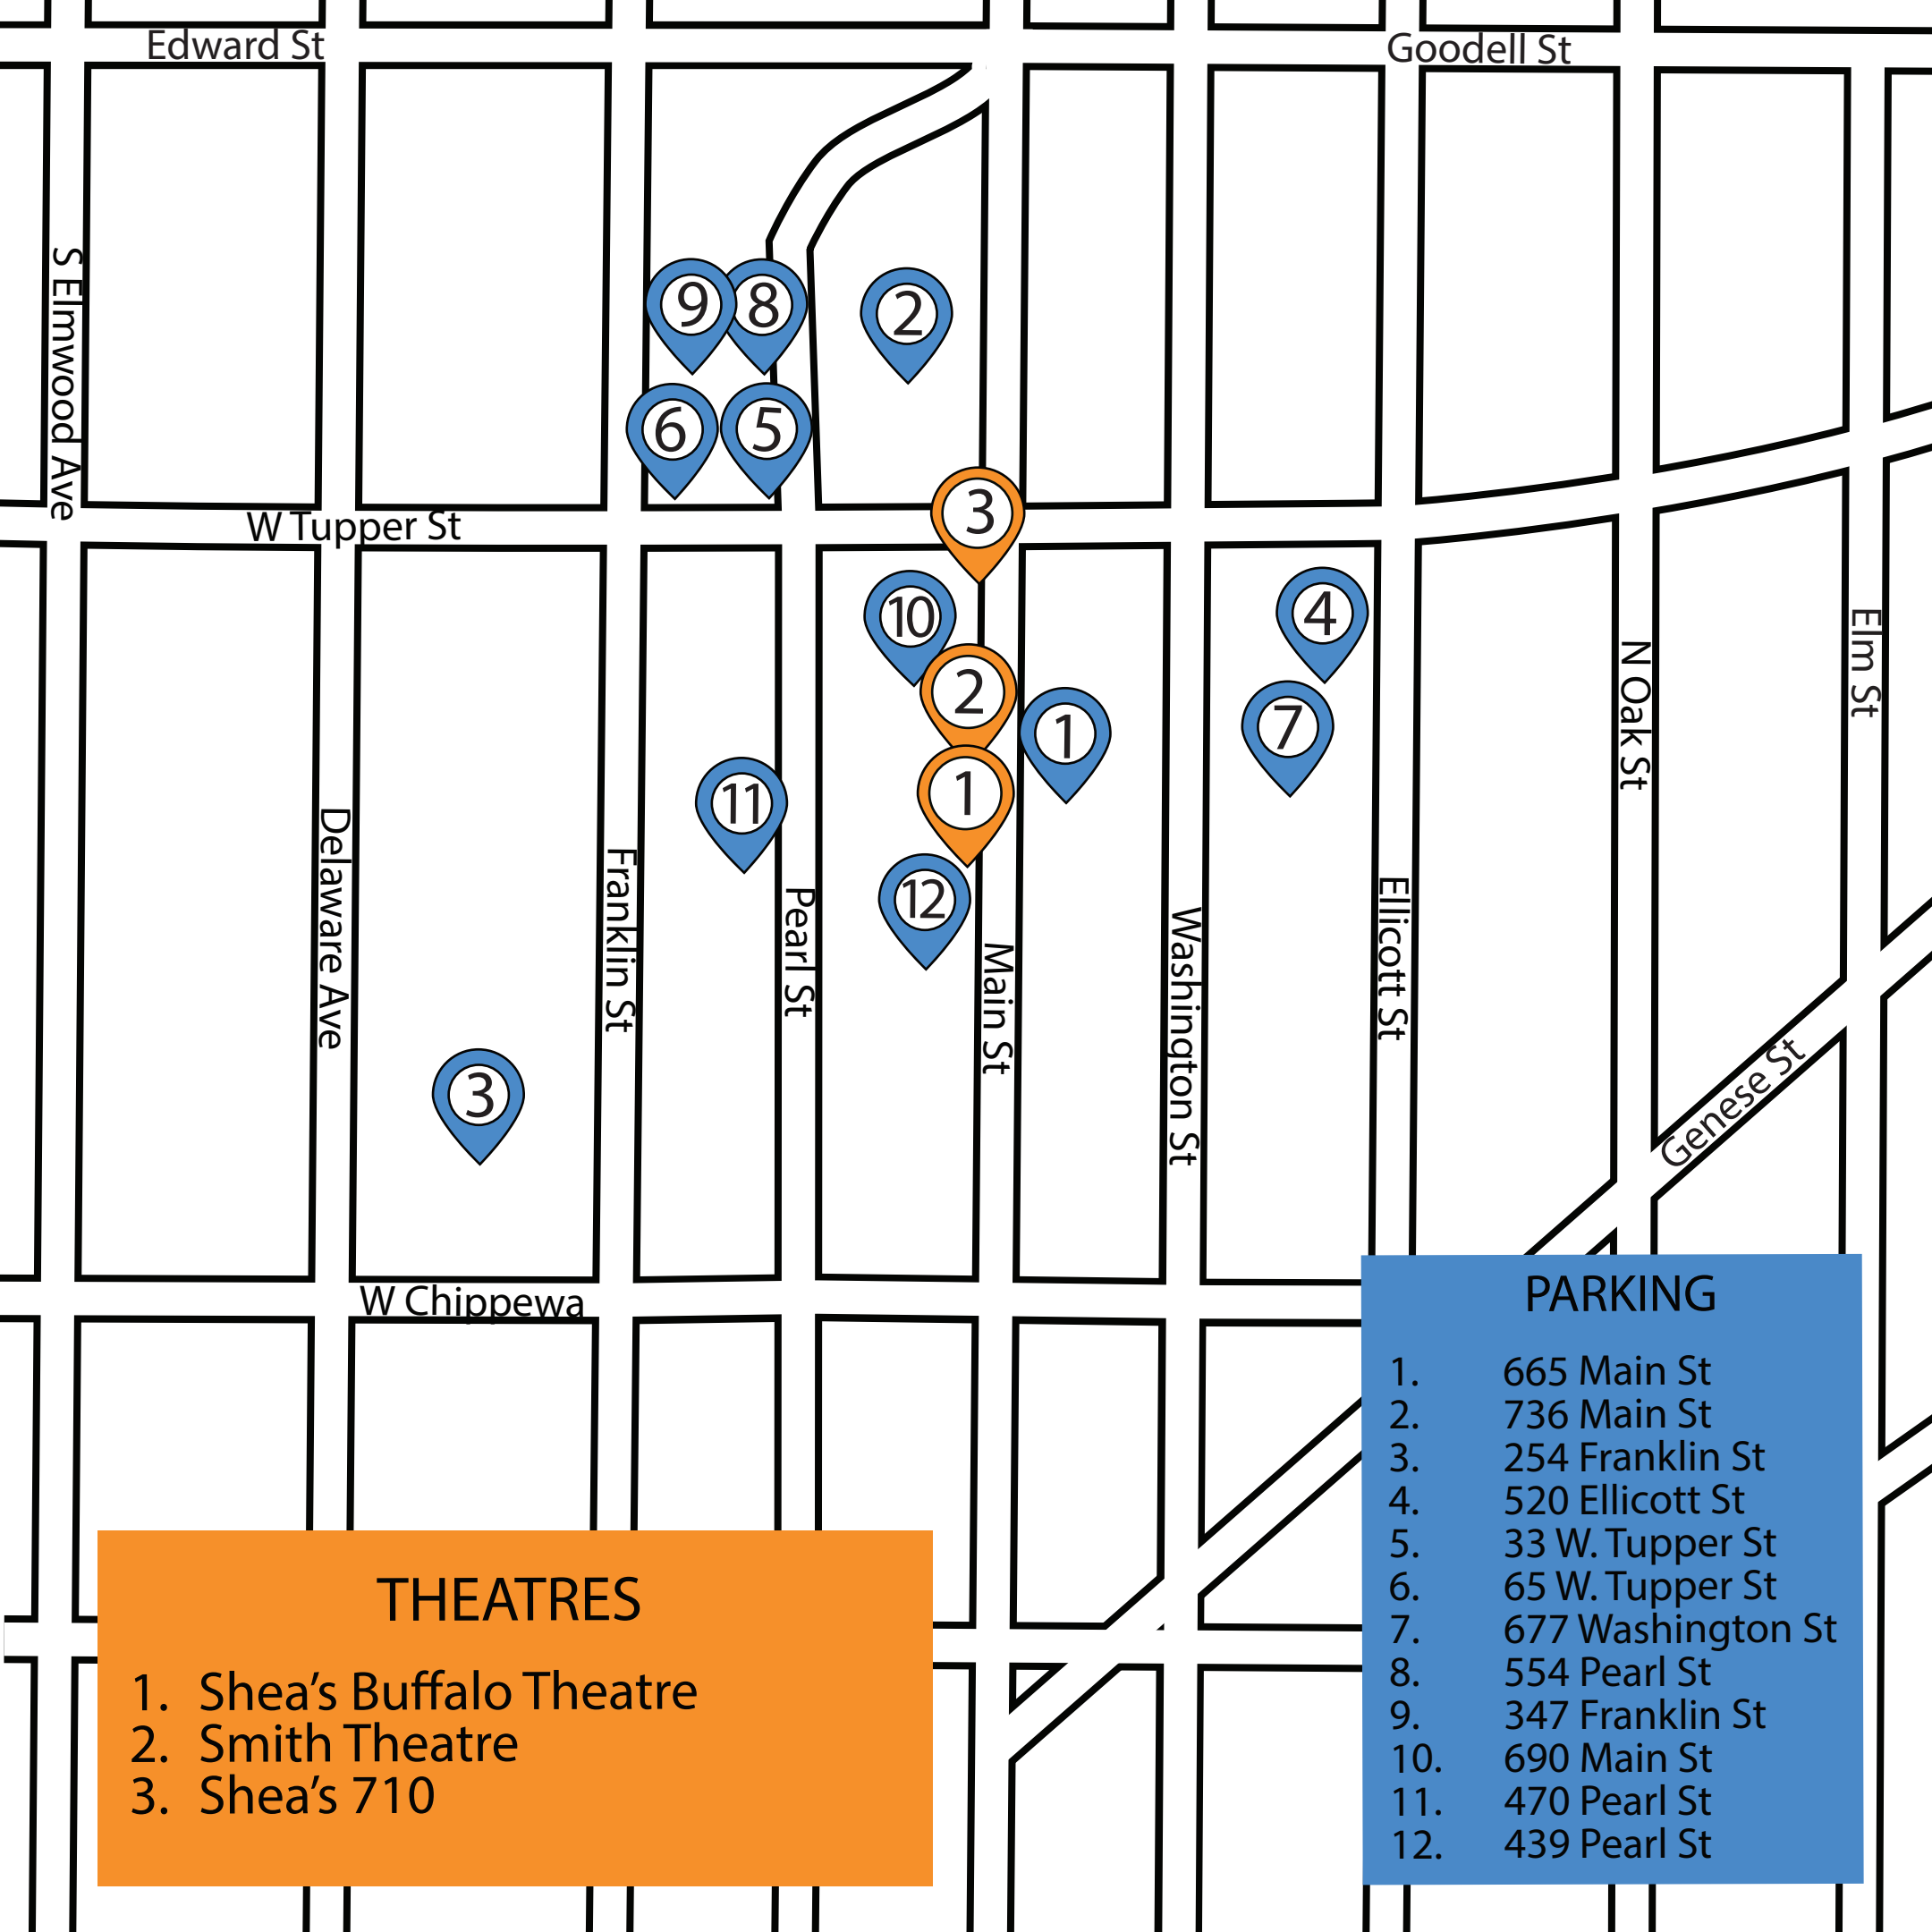 Edward St
Goodell St
S Elmwood Ave
9
8
2
6
5
3
W Tupper St
10
4
2
1
7
1
11
12
N Oak St
Elm St
Delaware Ave
Franklin St
Pearl St
Main St
Washington St
Ellicott St
3
Genese St
W Chippewa
PARKING
1. 665 Main St
2. 736 Main St
3. 254 Franklin St
4. 520 Ellicott St
5. 33 W. Tupper St
6. 65 W. Tupper St
7. 677 Washington St
8. 554 Pearl St
9. 347 Franklin St
10. 690 Main St
11. 470 Pearl St
12. 439 Pearl St
THEATRES
1. Shea’s Buffalo Theatre
2. Smith Theatre
3. Shea’s 710